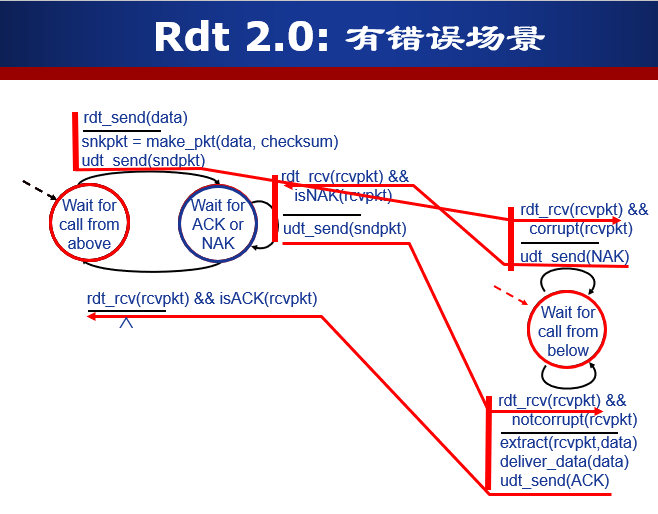 Rdt 2.0: 有错误场景
rdt_send(data)
snkpkt = make_pkt(data, checksum)
udt_send(sndpkt)
Wait for
call from
above
Wait for
ACK or
NAK
rdt_rcv(rcvpkt) &&
isNAK(rcvpkt)
udt_send(sndpkt)
rdt_rcv(rcvpkt) && isACK(rcvpkt)
Λ
rdt_rcv(rcvpkt) &&
corrupt(rcvpkt)
udt_send(NAK)
Wait for
call from
below
rdt_rcv(rcvpkt) &&
notcorrupt(rcvpkt)
extract(rcvpkt,data)
deliver_data(data)
udt_send(ACK)